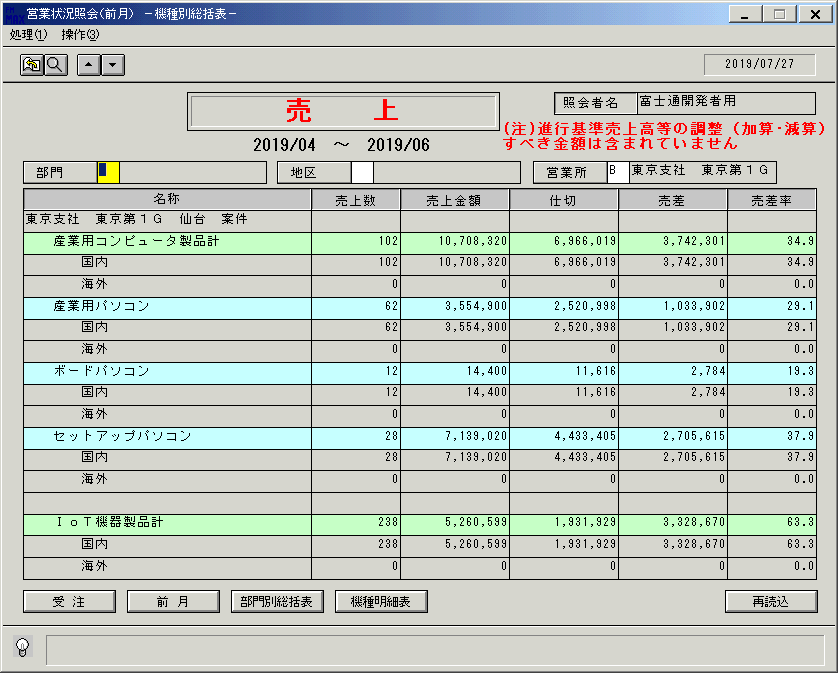 営業状況照会(前月) －機種別総括表－
処理(1) 操作(3)
2019/07/27
売 上
照会者名 富士通開発者用
2019/04 ～ 2019/06
(注)進行基準売上高等の調整（加算・減算）
すべき金額は含まれていません
部門 地区 営業所 B 東京支社 東京第１Ｇ
名称 売上数 売上金額 仕切 売差 売差率
東京支社 東京第１Ｇ 仙台 案件
産業用コンピュータ製品計 102 10,708,320 6,966,019 3,742,301 34.9
国内 102 10,708,320 6,966,019 3,742,301 34.9
海外 0 0 0 0 0.0
産業用パソコン 62 3,554,900 2,520,998 1,033,902 29.1
国内 62 3,554,900 2,520,998 1,033,902 29.1
海外 0 0 0 0 0.0
ボードパソコン 12 14,400 11,616 2,784 19.3
国内 12 14,400 11,616 2,784 19.3
海外 0 0 0 0 0.0
セットアップパソコン 28 7,139,020 4,433,405 2,705,615 37.9
国内 28 7,139,020 4,433,405 2,705,615 37.9
海外 0 0 0 0 0.0
ＩｏＴ機器製品計 238 5,260,599 1,931,929 3,328,670 63.3
国内 238 5,260,599 1,931,929 3,328,670 63.3
海外 0 0 0 0 0.0
受 注 前 月 部門別総括表 機種明細表 再読込